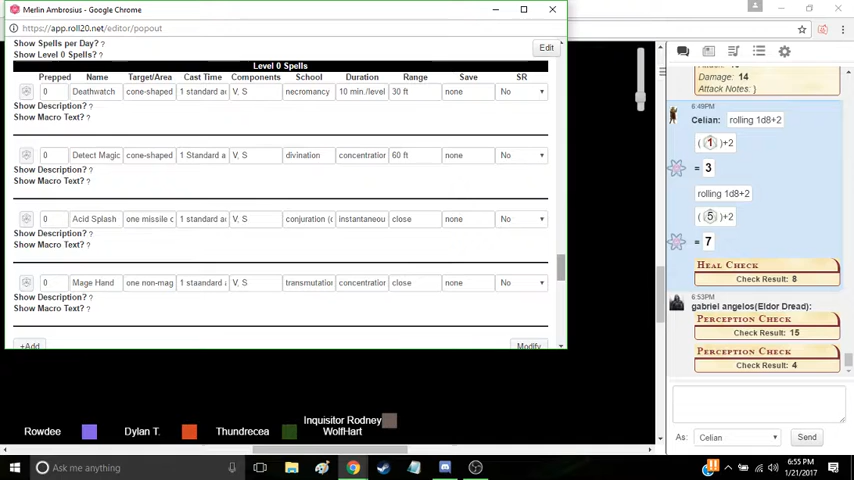 Merlin Ambrosius - Google Chrome
https://app.roll20.net/editor/popout
Show Spells per Day? ?
Show Level 0 Spells? ?
Edit
Level 0 Spells
Prepped Name Target/Area Cast Time Components School Duration Range Save SR
0 Deathwatch cone-shaped 1 standard ac V, S necromancy 10 min./level 30 ft none No
Show Description? ?
Show Macro Text? ?
0 Detect Magic cone-shaped 1 Standard a V, S divination concentration 60 ft none No
Show Description? ?
Show Macro Text? ?
0 Acid Splash one missile o 1 standard ac V, S conjuration (c instantaneou close none No
Show Description? ?
Show Macro Text? ?
0 Mage Hand one non-mag 1 staandard a V, S transmutation concentration close none No
Show Description? ?
Show Macro Text? ?
+Add Modify
Rowdee
Dylan T.
Thundrecea
Inquisitor Rodney
WolfHart
Damage: 14
Attack Notes: }
6:49PM
Celian: rolling 1d8+2
( 1 )+2
= 3
rolling 1d8+2
( 5 )+2
= 7
Heal Check
Check Result: 8
6:53PM
gabriel angelos(Eldor Dread):
Perception Check
Check Result: 15
Perception Check
Check Result: 4
As: Celian Send
Ask me anything
6:55 PM
1/21/2017